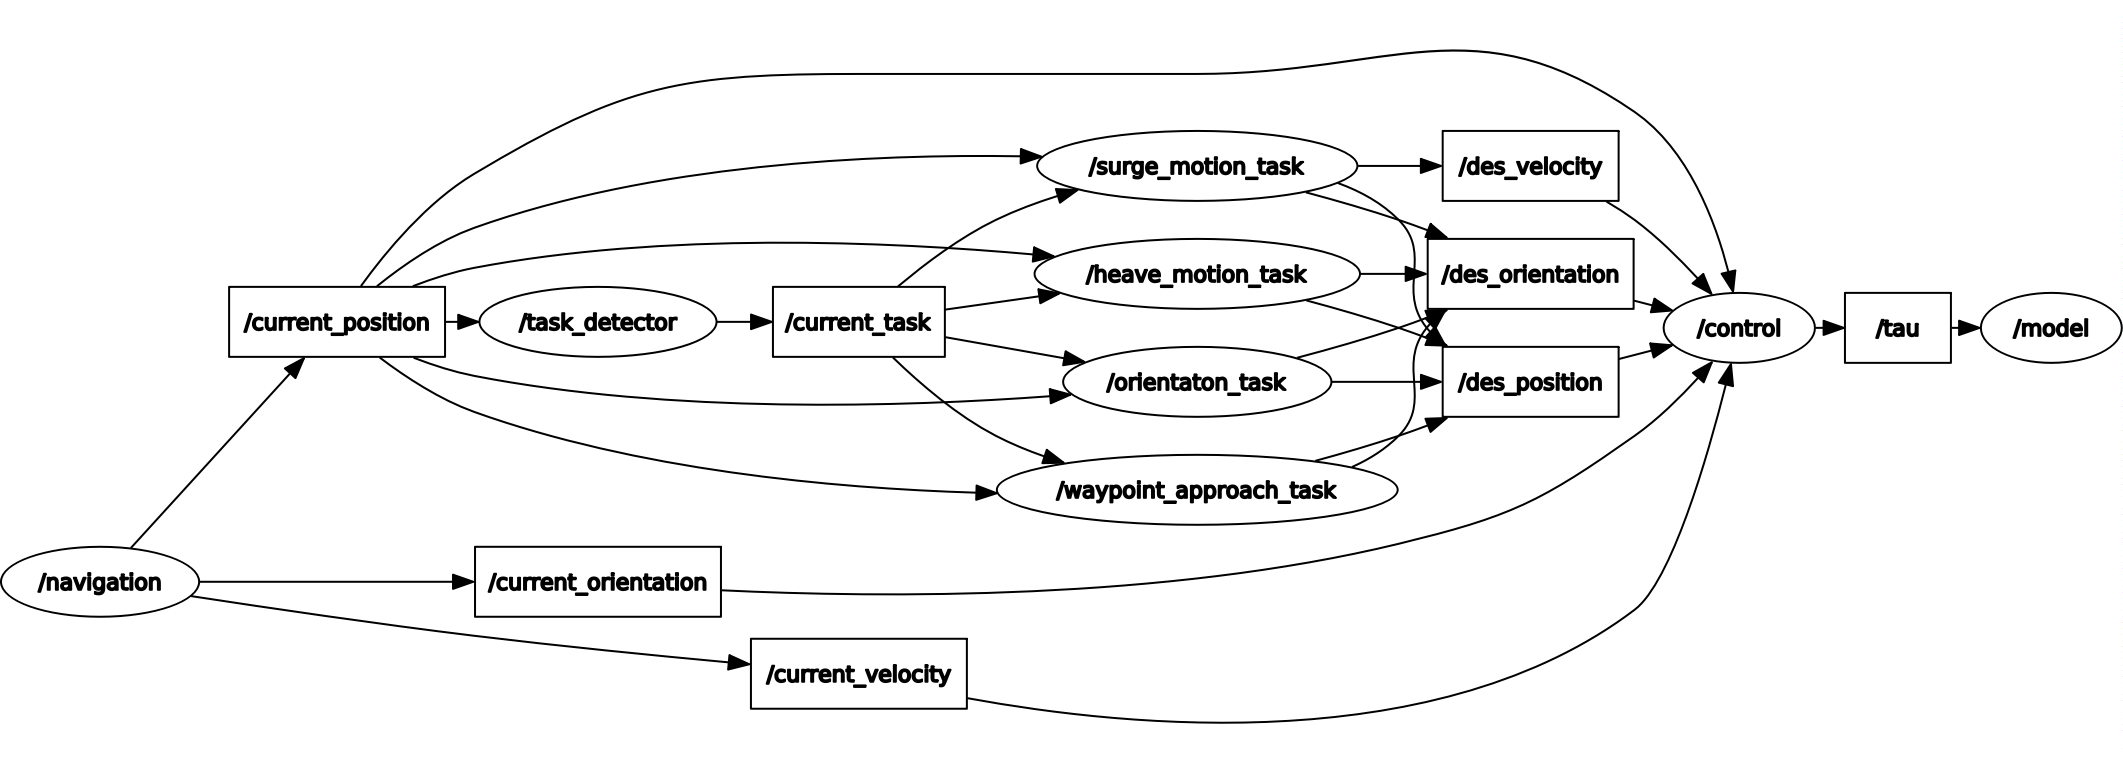 /surge_motion_task
/des_velocity
/heave_motion_task
/des_orientation
/current_position
/task_detector
/current_task
/control
/tau
/model
/orientaton_task
/des_position
/waypoint_approach_task
/navigation
/current_orientation
/current_velocity